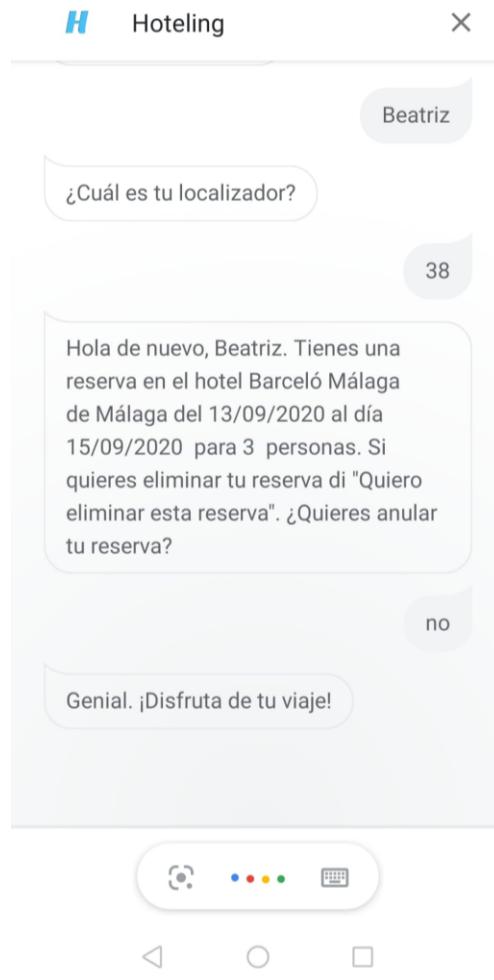 H Hoteling
Beatriz
¿Cuál es tu localizador?
38
Hola de nuevo, Beatriz. Tienes una
reserva en el hotel Barceló Málaga
de Málaga del 13/09/2020 al día
15/09/2020 para 3 personas. Si
quieres eliminar tu reserva di "Quiero
eliminar esta reserva". ¿Quieres anular
tu reserva?
no
Genial. ¡Disfruta de tu viaje!